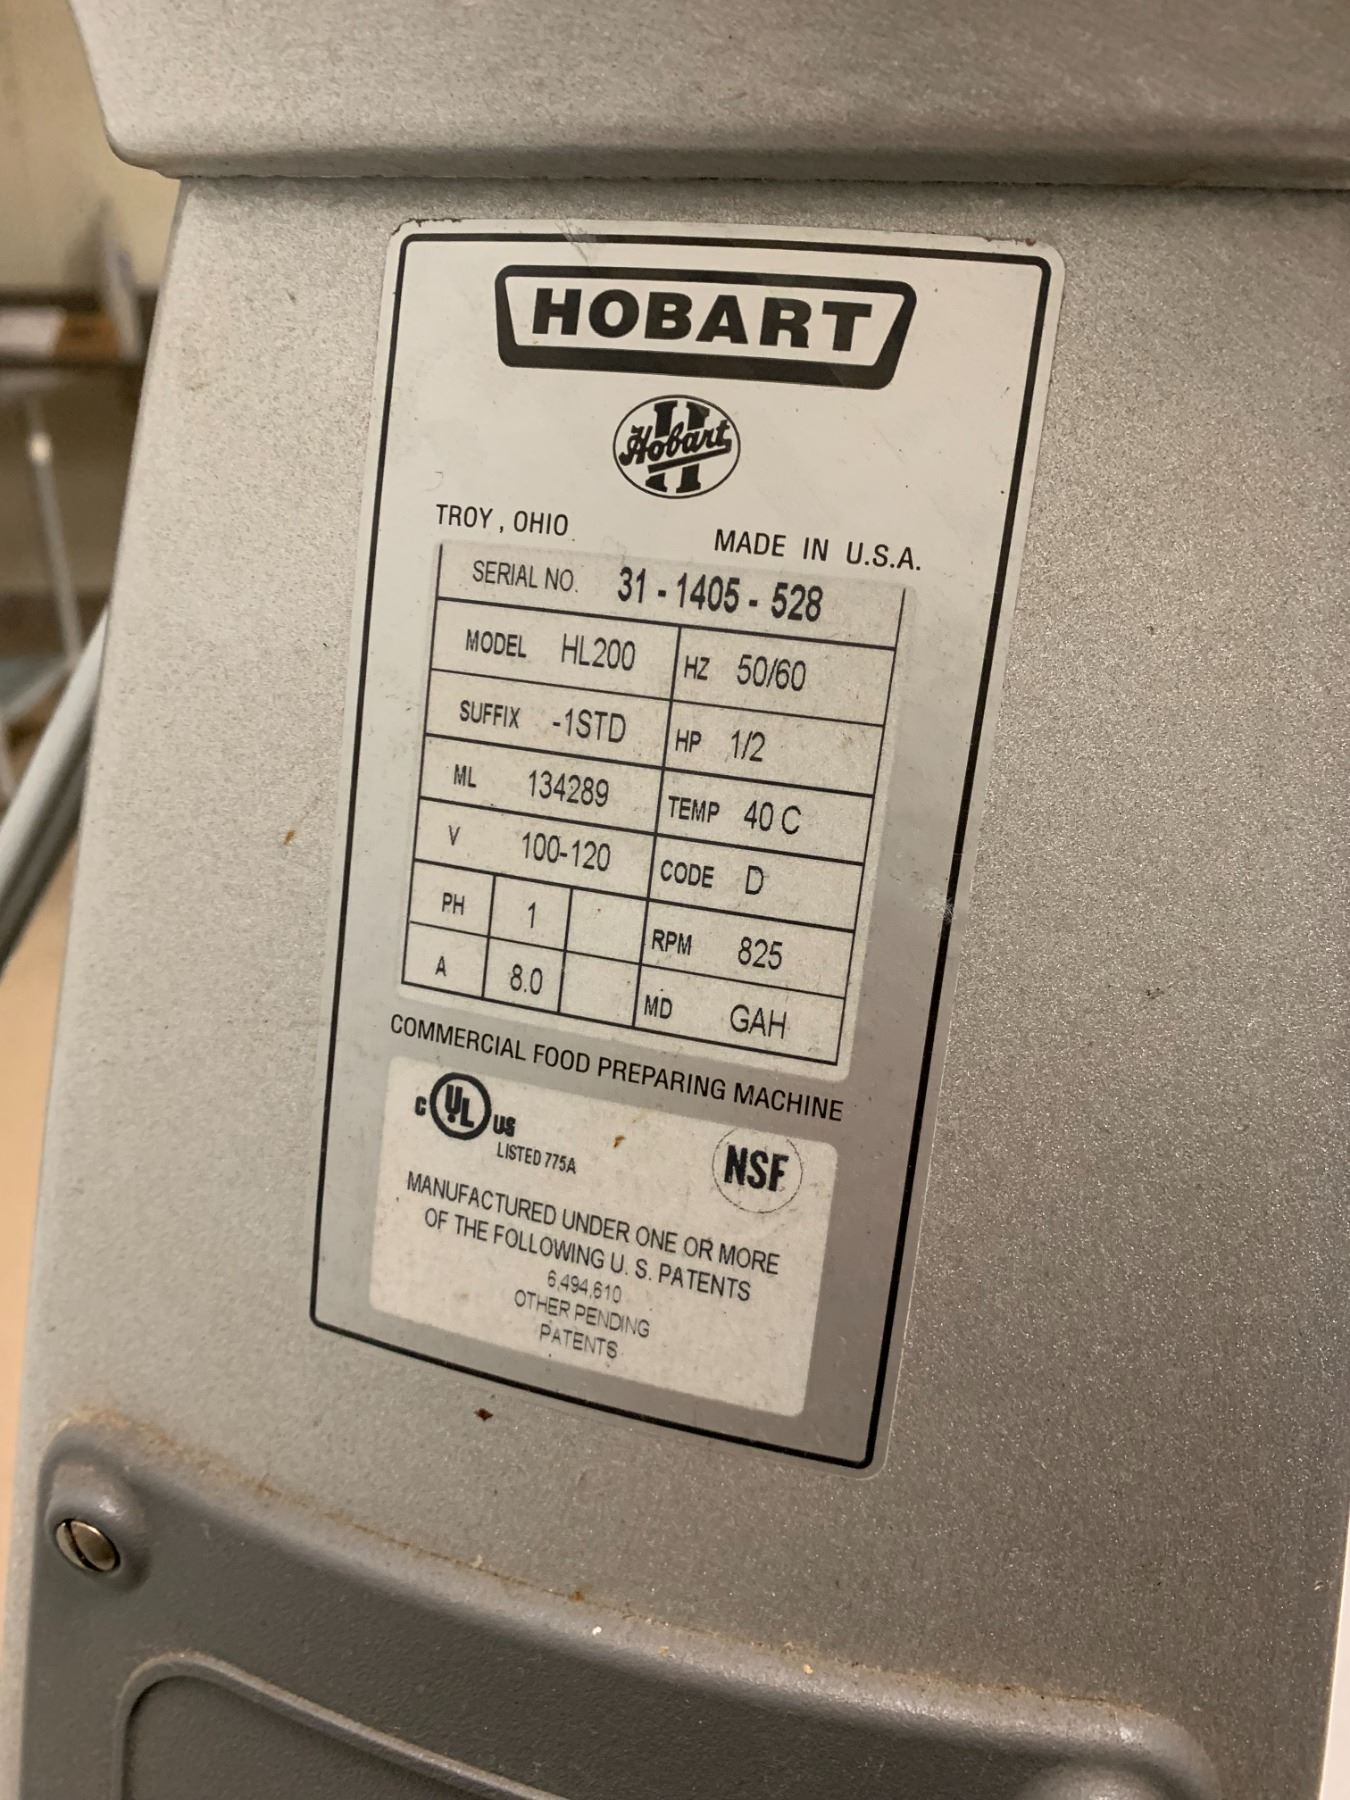 HOBART
Hobart
TROY, OHIO
MADE IN U.S.A.
SERIAL NO. 31-1405-528
MODEL HL200 HZ 50/60
SUFFIX -1STD HP 1/2
ML 134289 TEMP 40 C
V 100-120 CODE D
PH 1 RPM 825
A 8.0 MD GAH
COMMERCIAL FOOD PREPARING MACHINE
C UL US
LISTED 775A
NSF
MANUFACTURED UNDER ONE OR MORE
OF THE FOLLOWING U. S. PATENTS
6,494,610
OTHER PENDING
PATENTS